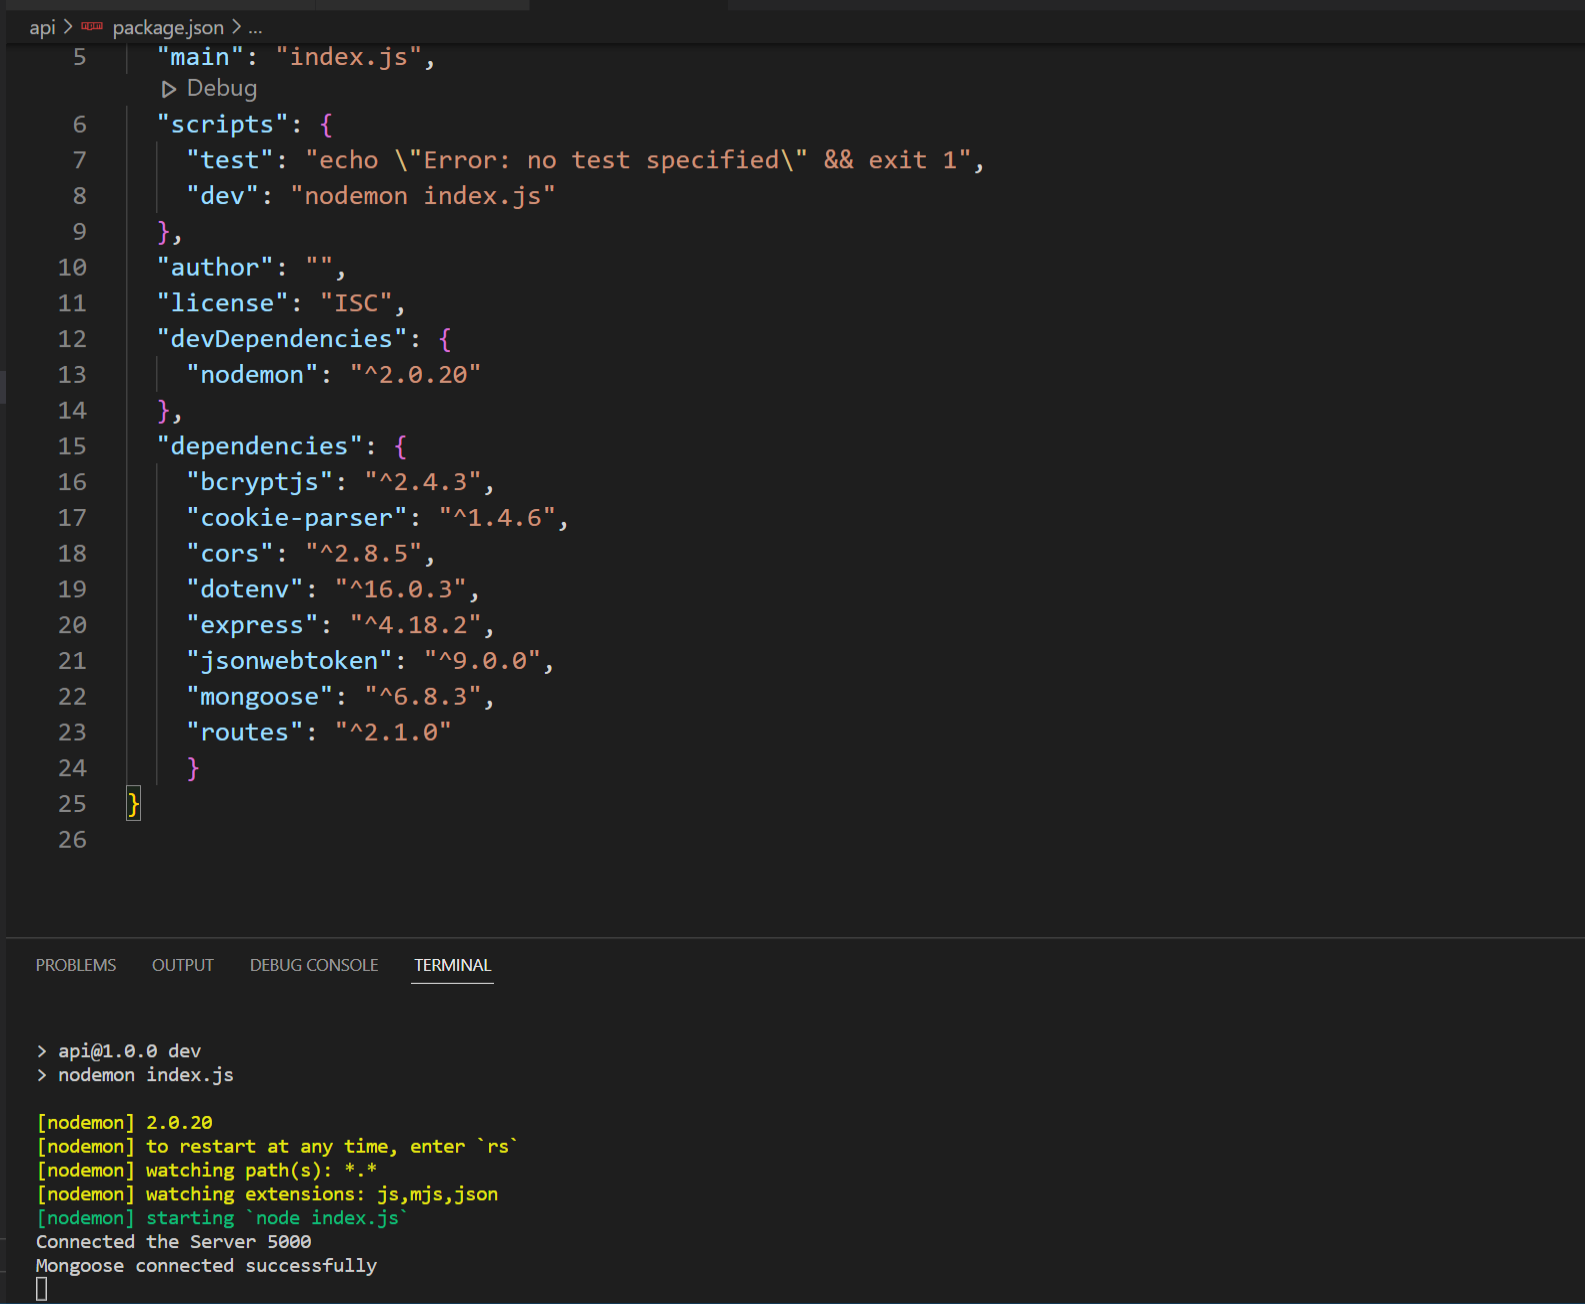 api > package.json > ...
5 "main": "index.js",
Debug
6 "scripts": {
7 "test": "echo \"Error: no test specified\" && exit 1",
8 "dev": "nodemon index.js"
9 },
10 "author": "",
11 "license": "ISC",
12 "devDependencies": {
13 "nodemon": "^2.0.20"
14 },
15 "dependencies": {
16 "bcryptjs": "^2.4.3",
17 "cookie-parser": "^1.4.6",
18 "cors": "^2.8.5",
19 "dotenv": "^16.0.3",
20 "express": "^4.18.2",
21 "jsonwebtoken": "^9.0.0",
22 "mongoose": "^6.8.3",
23 "routes": "^2.1.0"
24 }
25 }
26
PROBLEMS OUTPUT DEBUG CONSOLE TERMINAL
> api@1.0.0 dev
> nodemon index.js
[nodemon] 2.0.20
[nodemon] to restart at any time, enter `rs`
[nodemon] watching path(s): *.*
[nodemon] watching extensions: js,mjs,json
[nodemon] starting `node index.js`
Connected the Server 5000
Mongoose connected successfully